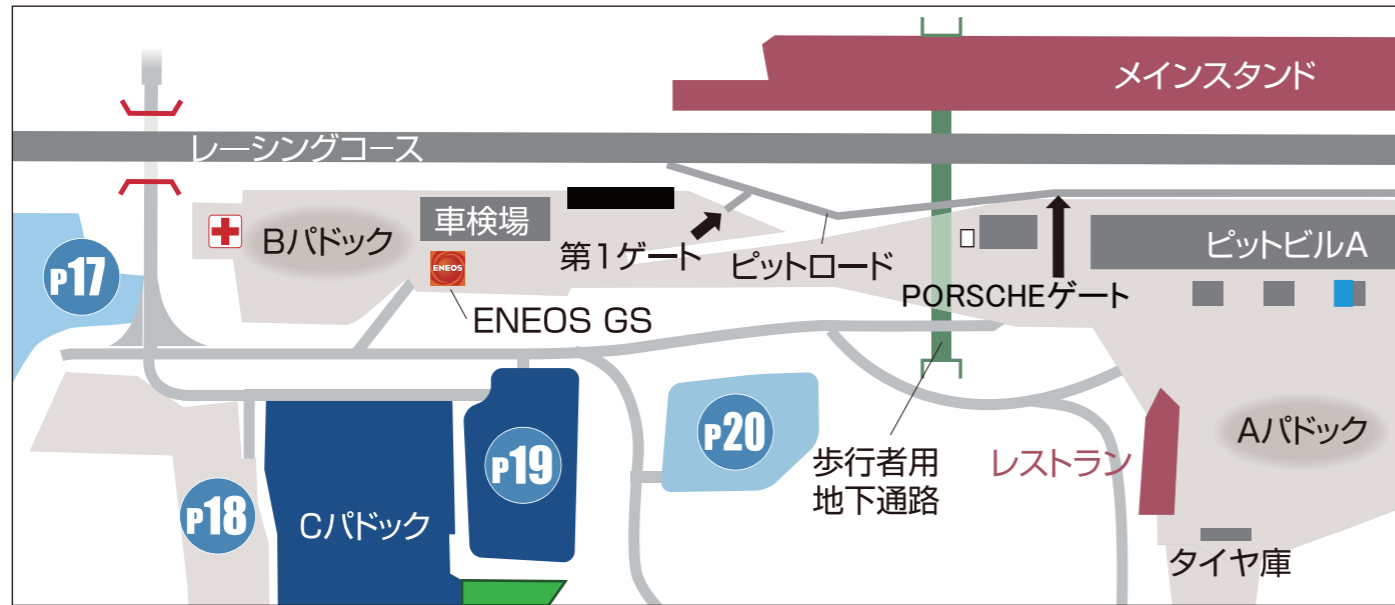 メインスタンド
レーシングコース
車検場
Bパドック
第1ゲート
ピットロード
ピットビルA
P17
ENEOS
ENEOS GS
PORSCHEゲート
P20
P19
歩行者用
地下通路
レストラン
Aパドック
P18
Cパドック
タイヤ庫